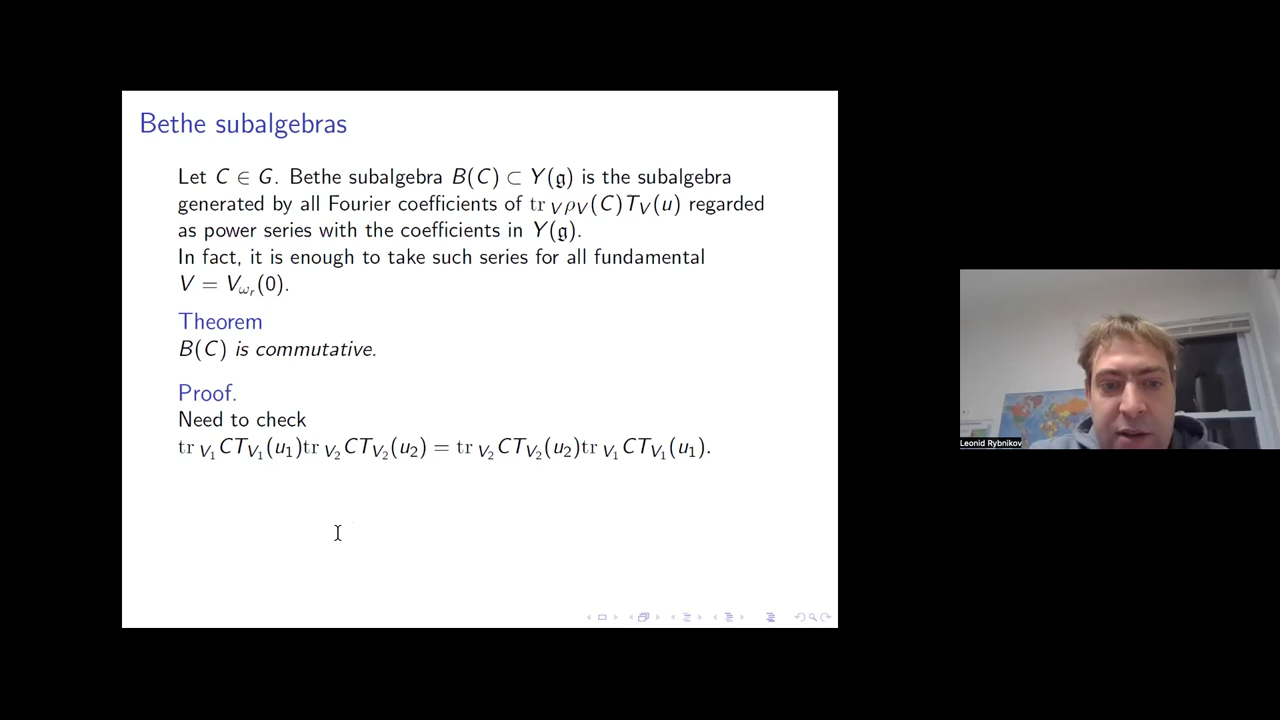 Bethe subalgebras
Let C ∈ G. Bethe subalgebra B(C) ⊂ Y(𝔤) is the subalgebra
generated by all Fourier coefficients of tr_V ρ_V(C)T_V(u) regarded
as power series with the coefficients in Y(𝔤).
In fact, it is enough to take such series for all fundamental
V = V_{ω_r}(0).
Theorem
B(C) is commutative.
Proof.
Need to check
tr_{V_1} CT_{V_1}(u_1)tr_{V_2} CT_{V_2}(u_2) = tr_{V_2} CT_{V_2}(u_2)tr_{V_1} CT_{V_1}(u_1).
Leonid Rybnikov